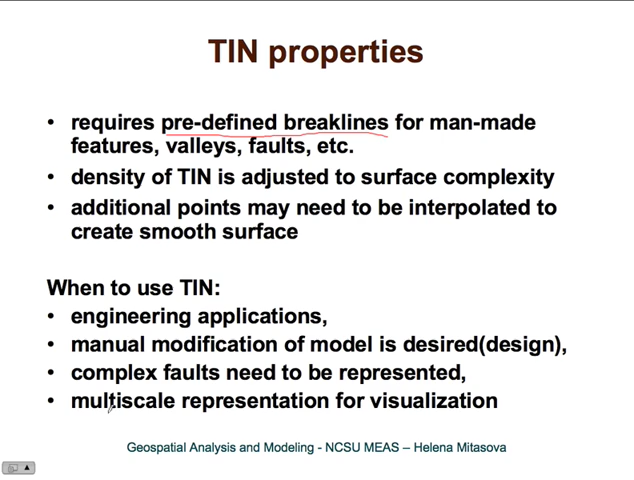 TIN properties
• requires pre-defined breaklines for man-made
features, valleys, faults, etc.
• density of TIN is adjusted to surface complexity
• additional points may need to be interpolated to
create smooth surface
When to use TIN:
• engineering applications,
• manual modification of model is desired(design),
• complex faults need to be represented,
• multiscale representation for visualization
Geospatial Analysis and Modeling - NCSU MEAS – Helena Mitasova